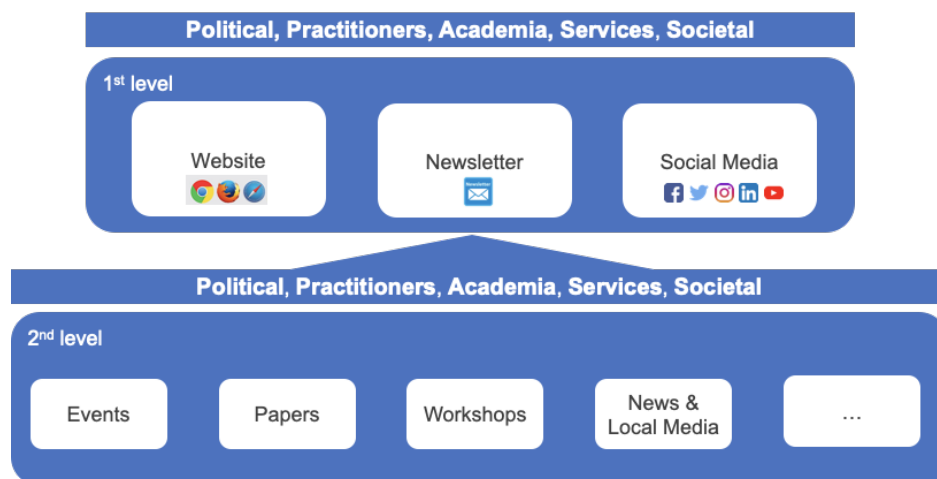 Political, Practitioners, Academia, Services, Societal
1st level
Website
Newsletter
Social Media
Newsletter
Political, Practitioners, Academia, Services, Societal
2nd level
Events
Papers
Workshops
News &
Local Media
...